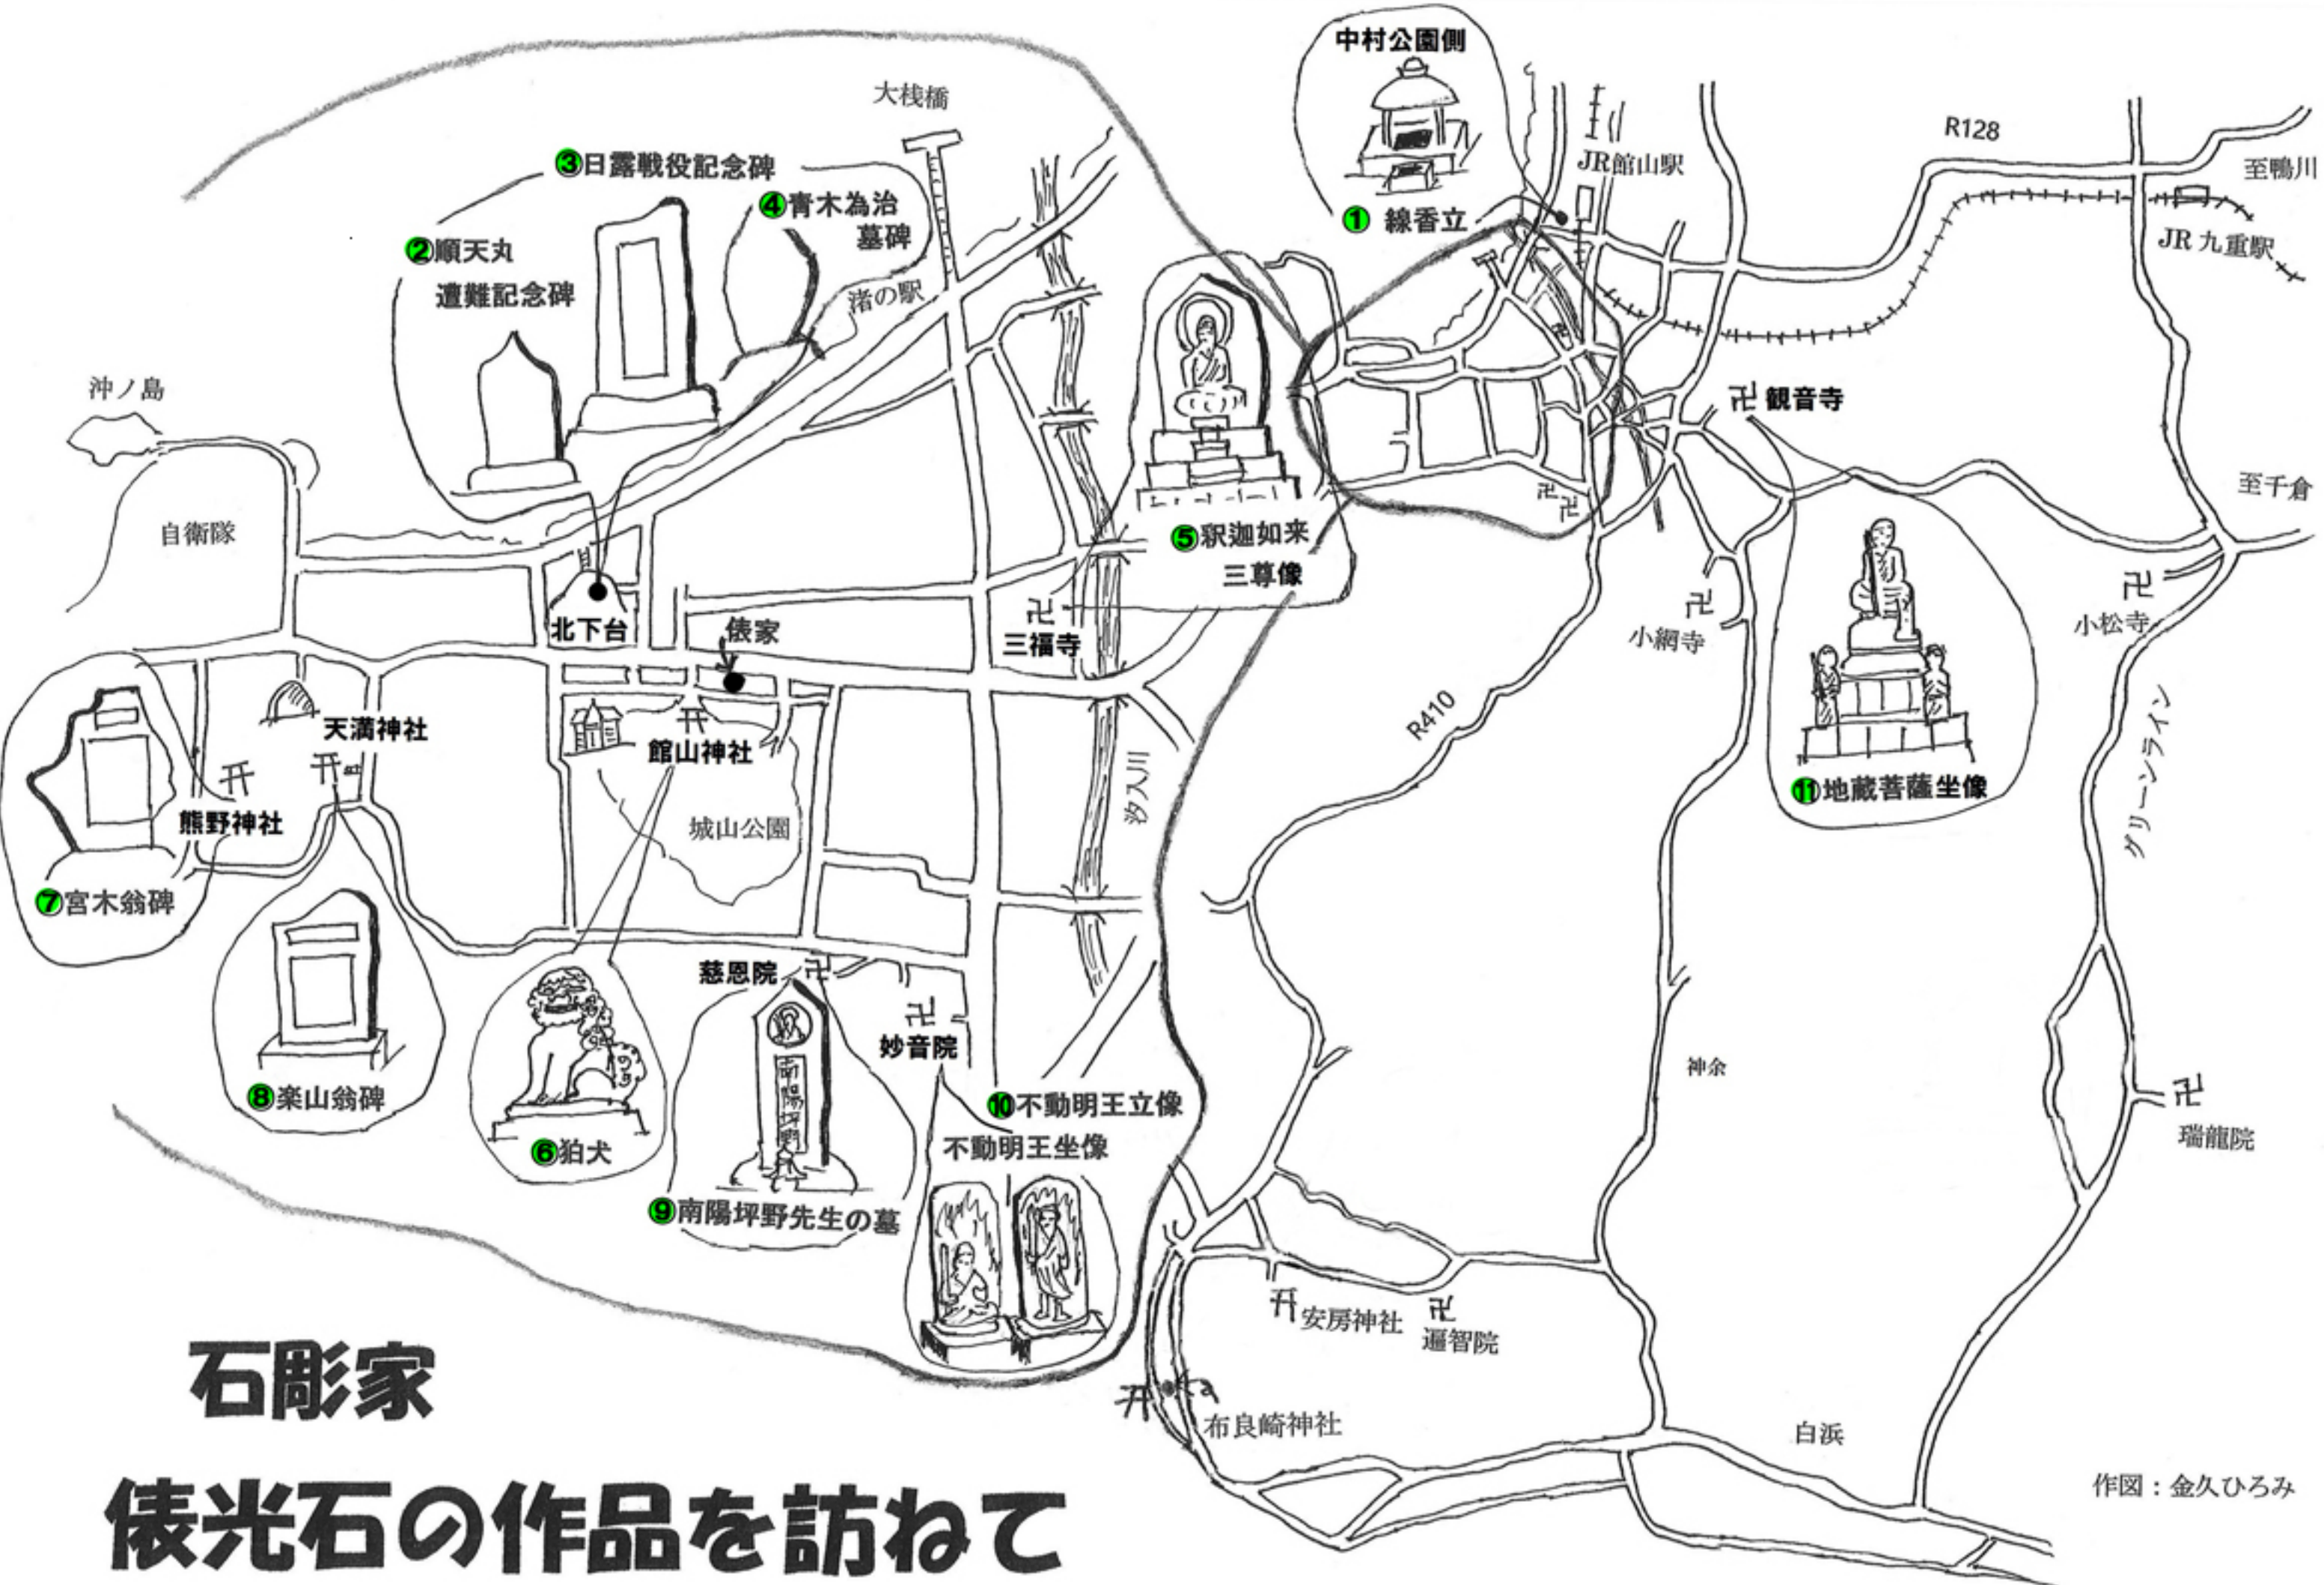 中村公園側
① 線香立
大桟橋
R128
JR館山駅
至鴨川
JR 九重駅
③日露戦役記念碑
④青木為治
墓碑
②順天丸
遭難記念碑
渚の駅
沖ノ島
観音寺
自衛隊
至千倉
⑤釈迦如来
三尊像
北下台
俵家
三福寺
小網寺
小松寺
R410
グリーンライン
天満神社
館山神社
汐入川
⑪地蔵菩薩坐像
熊野神社
城山公園
⑦宮木翁碑
慈恩院
南陽坪野
妙音院
神余
⑧楽山翁碑
⑩不動明王立像
不動明王坐像
⑥狛犬
瑞龍院
⑨南陽坪野先生の墓
安房神社
遍智院
布良崎神社
白浜
石彫家
俵光石の作品を訪ねて
作図：金久ひろみ